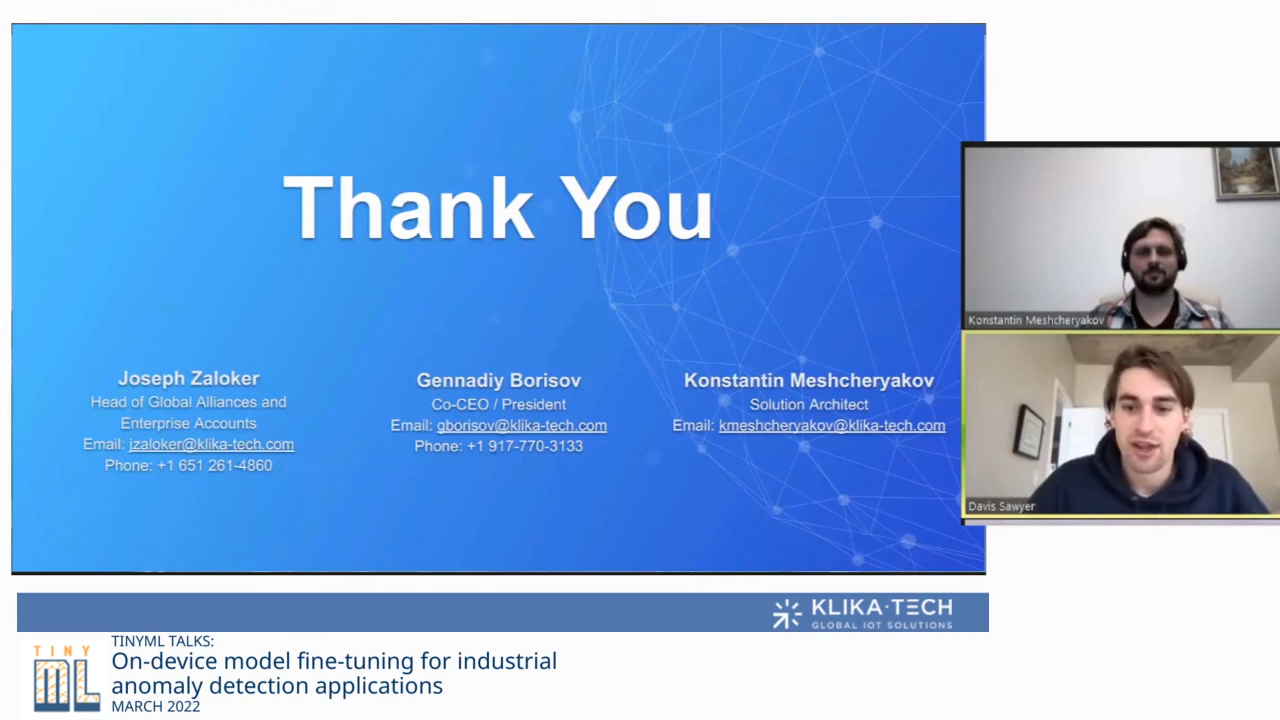 Thank You
Joseph Zaloker
Head of Global Alliances and
Enterprise Accounts
Email: jzaloker@klika-tech.com
Phone: +1 651 261-4860
Gennadiy Borisov
Co-CEO / President
Email: gborisov@klika-tech.com
Phone: +1 917-770-3133
Konstantin Meshcheryakov
Solution Architect
Email: kmeshcheryakov@klika-tech.com
Konstantin Meshcheryakov
Davis Sawyer
KLIKA·TECH
GLOBAL IOT SOLUTIONS
TINY
ML
TINYML TALKS:
On-device model fine-tuning for industrial
anomaly detection applications
MARCH 2022